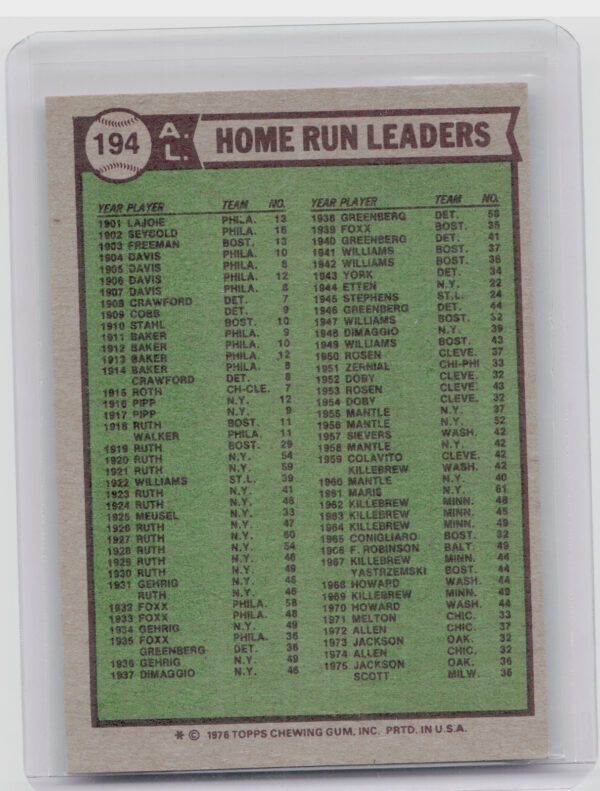 194
A.
L.
HOME RUN LEADERS
YEAR PLAYER TEAM NO.
1901 LAJOIE PHILA. 13
1902 SEYBOLD PHILA. 16
1903 FREEMAN BOST. 13
1904 DAVIS PHILA. 10
1905 DAVIS PHILA. 8
1906 DAVIS PHILA. 12
1907 DAVIS PHILA. 8
1908 CRAWFORD DET. 7
1909 COBB DET. 9
1910 STAHL BOST. 10
1911 BAKER PHILA. 9
1912 BAKER PHILA. 10
1913 BAKER PHILA. 12
1914 BAKER PHILA. 8
CRAWFORD DET. 8
1915 ROTH CH-CLE. 7
1916 PIPP N.Y. 12
1917 PIPP N.Y. 9
1918 RUTH BOST. 11
WALKER PHILA. 11
1919 RUTH BOST. 29
1920 RUTH N.Y. 54
1921 RUTH N.Y. 59
1922 WILLIAMS ST.L. 39
1923 RUTH N.Y. 41
1924 RUTH N.Y. 46
1925 MEUSEL N.Y. 33
1926 RUTH N.Y. 47
1927 RUTH N.Y. 60
1928 RUTH N.Y. 54
1929 RUTH N.Y. 46
1930 RUTH N.Y. 49
1931 GEHRIG N.Y. 46
RUTH N.Y. 46
1932 FOXX PHILA. 58
1933 FOXX PHILA. 48
1934 GEHRIG N.Y. 49
1935 FOXX PHILA. 36
GREENBERG DET. 36
1936 GEHRIG N.Y. 49
1937 DIMAGGIO N.Y. 46
YEAR PLAYER TEAM NO.
1938 GREENBERG DET. 58
1939 FOXX BOST. 35
1940 GREENBERG DET. 41
1941 WILLIAMS BOST. 37
1942 WILLIAMS BOST. 36
1943 YORK DET. 34
1944 ETTEN N.Y. 22
1945 STEPHENS ST.L. 24
1946 GREENBERG DET. 44
1947 WILLIAMS BOST. 32
1948 DIMAGGIO N.Y. 39
1949 WILLIAMS BOST. 43
1950 ROSEN CLEVE. 37
1951 ZERNIAL CHI-PHI 33
1952 DOBY CLEVE. 32
1953 ROSEN CLEVE. 43
1954 DOBY CLEVE. 32
1955 MANTLE N.Y. 37
1956 MANTLE N.Y. 52
1957 SIEVERS WASH. 42
1958 MANTLE N.Y. 42
1959 COLAVITO CLEVE. 42
KILLEBREW WASH. 42
1960 MANTLE N.Y. 40
1961 MARIS N.Y. 61
1962 KILLEBREW MINN. 48
1963 KILLEBREW MINN. 45
1964 KILLEBREW MINN. 49
1965 CONIGLIARO BOST. 32
1966 F. ROBINSON BALT. 49
1967 KILLEBREW MINN. 44
YASTRZEMSKI BOST. 44
1968 HOWARD WASH. 44
1969 KILLEBREW MINN. 49
1970 HOWARD WASH. 44
1971 MELTON CHIC. 33
1972 ALLEN CHIC. 37
1973 JACKSON OAK. 32
1974 ALLEN CHIC. 32
1975 JACKSON OAK. 36
SCOTT MILW. 36
* © 1976 TOPPS CHEWING GUM, INC. PRTD. IN U.S.A.